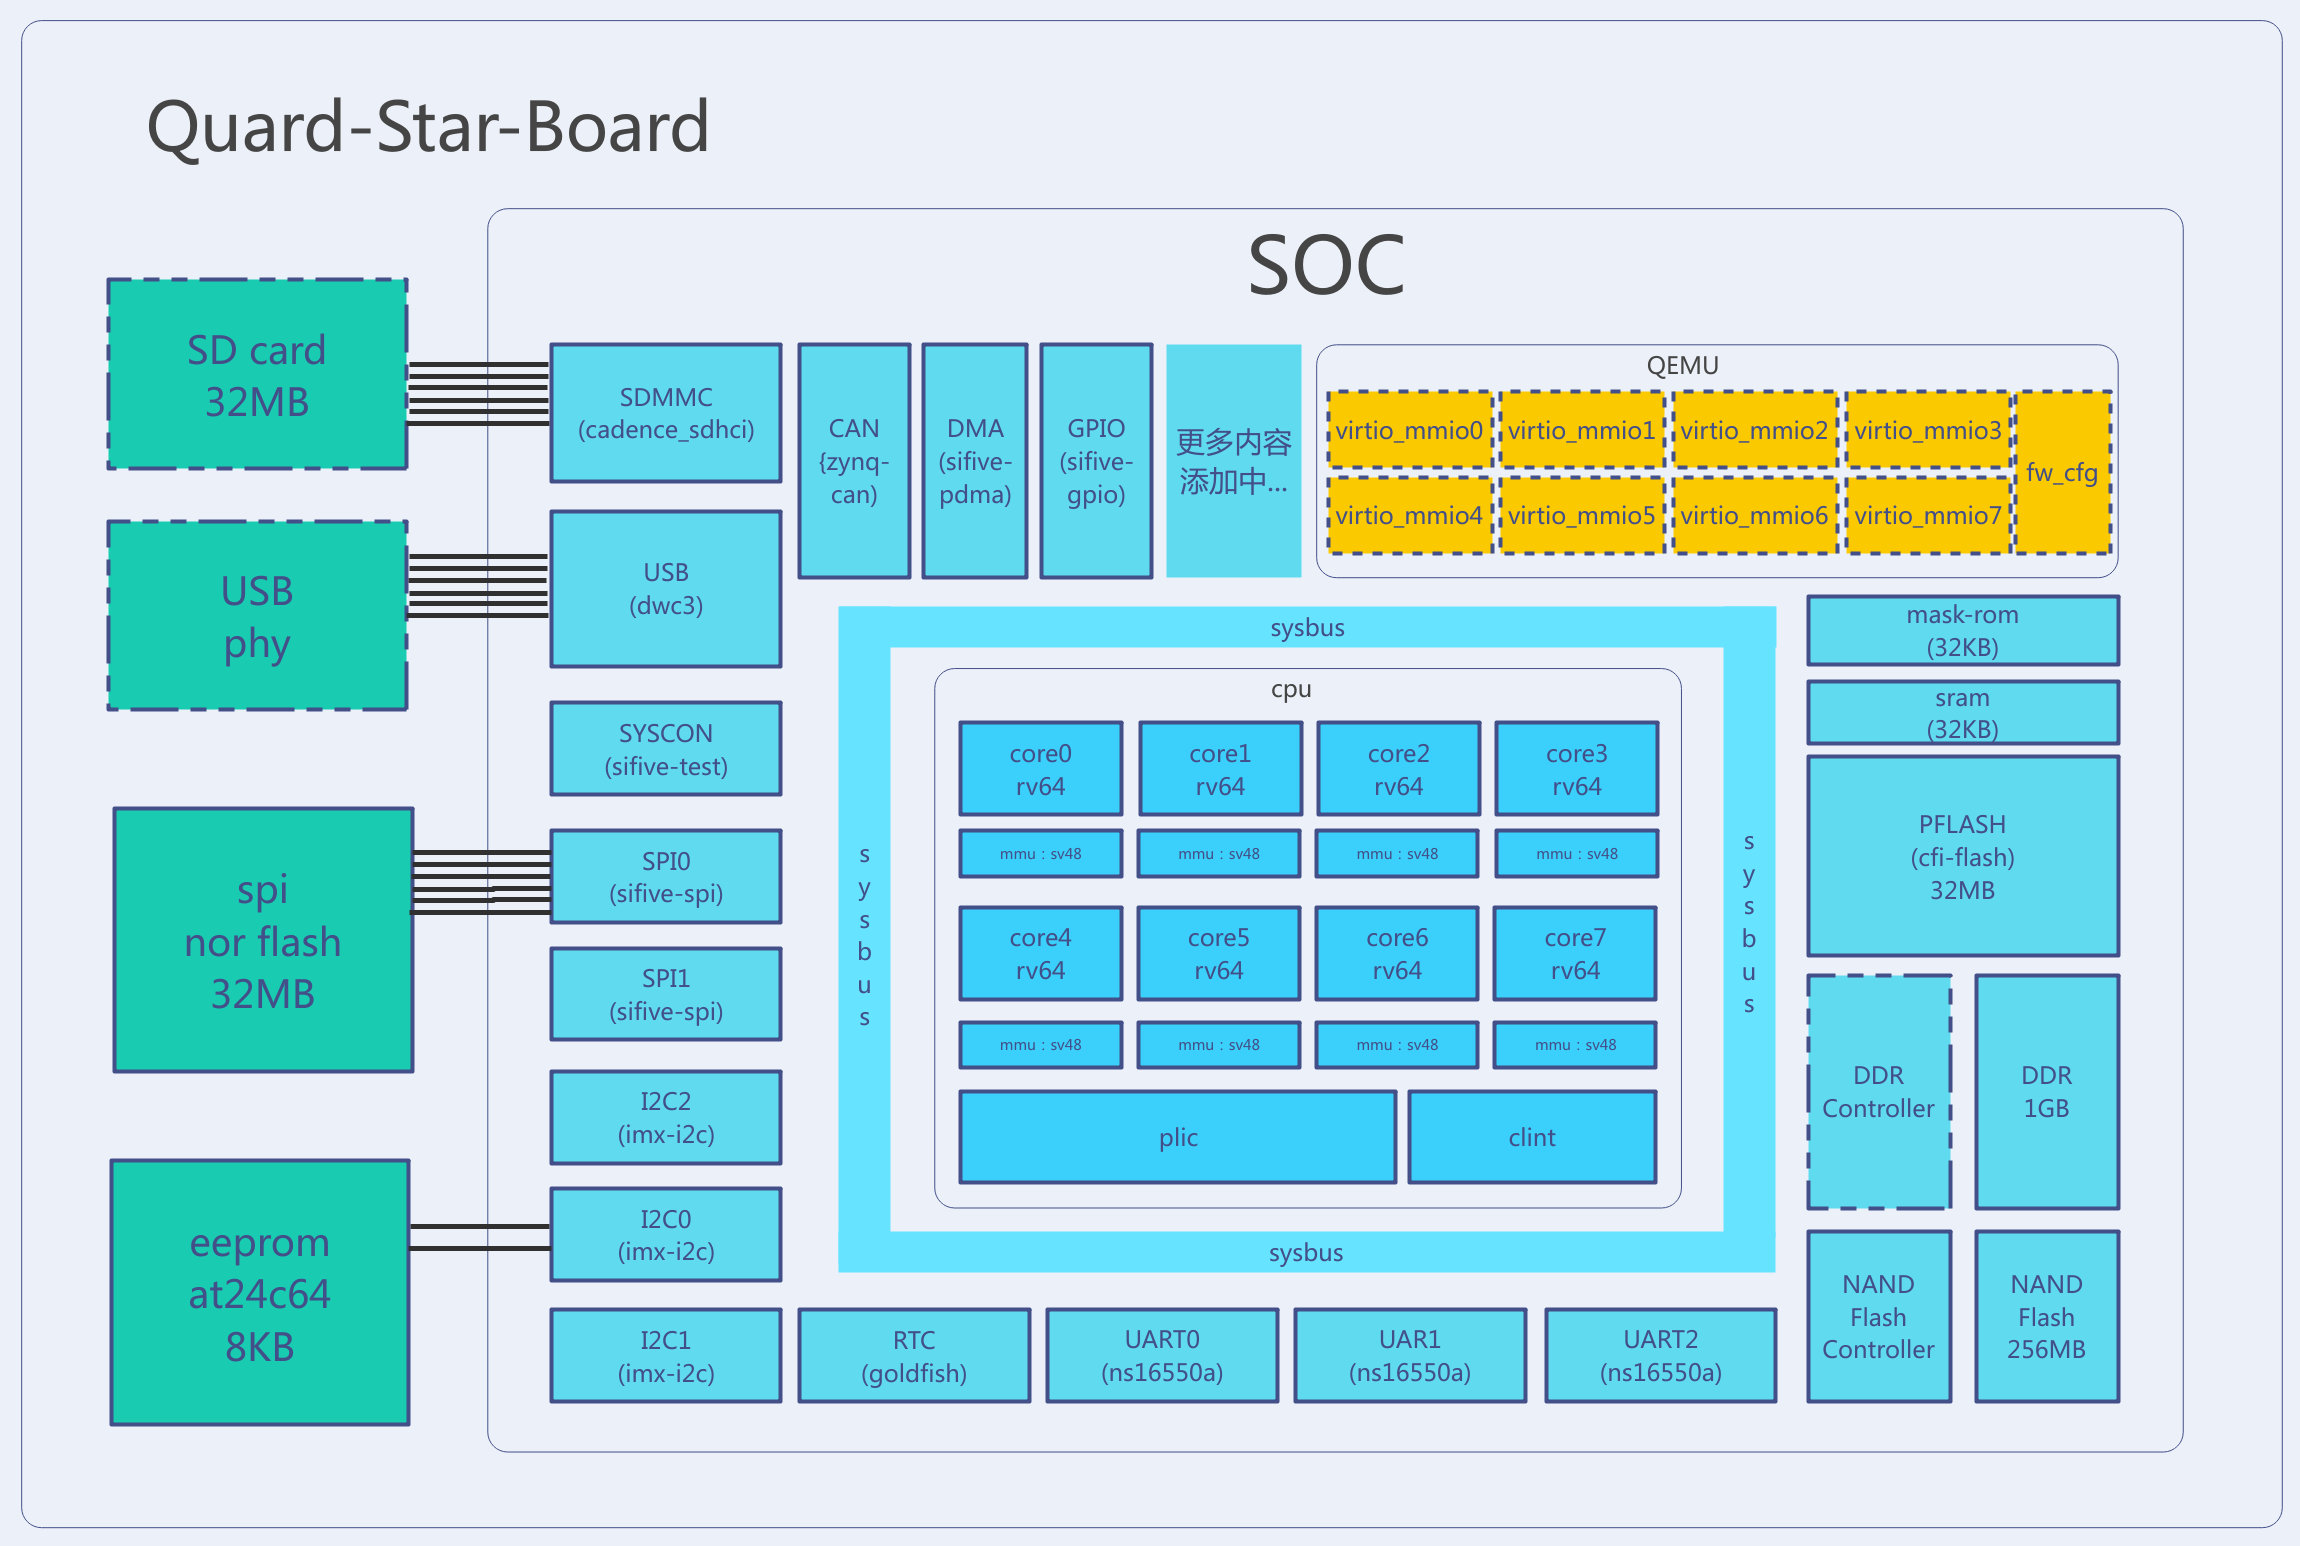 Quard-Star-Board
SOC
SD card
32MB
USB
phy
spi
nor flash
32MB
eeprom
at24c64
8KB
SDMMC
(cadence_sdhci)
USB
(dwc3)
SYSCON
(sifive-test)
SPI0
(sifive-spi)
SPI1
(sifive-spi)
I2C2
(imx-i2c)
I2C0
(imx-i2c)
I2C1
(imx-i2c)
CAN
{zynq-
can)
DMA
(sifive-
pdma)
GPIO
(sifive-
gpio)
更多内容
添加中...
QEMU
virtio_mmio0
virtio_mmio1
virtio_mmio2
virtio_mmio3
virtio_mmio4
virtio_mmio5
virtio_mmio6
virtio_mmio7
fw_cfg
sysbus
sysbus
cpu
core0
rv64
core1
rv64
core2
rv64
core3
rv64
mmu : sv48
mmu : sv48
mmu : sv48
mmu : sv48
core4
rv64
core5
rv64
core6
rv64
core7
rv64
mmu : sv48
mmu : sv48
mmu : sv48
mmu : sv48
plic
clint
sysbus
sysbus
RTC
(goldfish)
UART0
(ns16550a)
UAR1
(ns16550a)
UART2
(ns16550a)
mask-rom
(32KB)
sram
(32KB)
PFLASH
(cfi-flash)
32MB
DDR
Controller
DDR
1GB
NAND
Flash
Controller
NAND
Flash
256MB